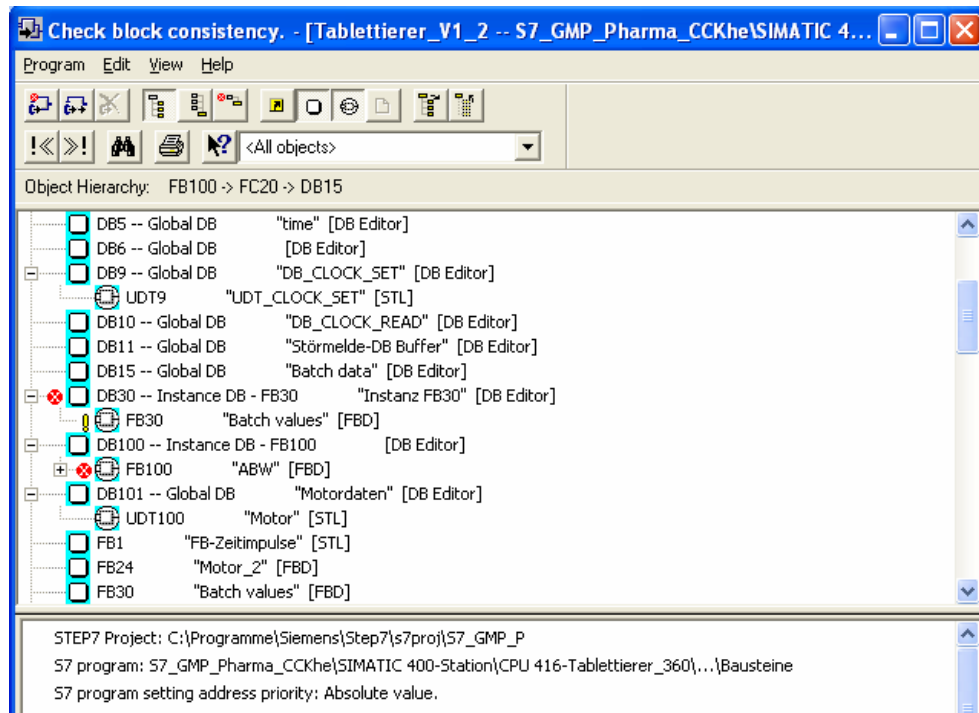 Check block consistency. - [Tablettierer_V1_2 -- S7_GMP_Pharma_CCKhe\SIMATIC 4...
Program Edit View Help
!≪ ≫! <All objects>
Object Hierarchy: FB100 -> FC20 -> DB15
DB5 -- Global DB "time" [DB Editor]
DB6 -- Global DB [DB Editor]
DB9 -- Global DB "DB_CLOCK_SET" [DB Editor]
UDT9 "UDT_CLOCK_SET" [STL]
DB10 -- Global DB "DB_CLOCK_READ" [DB Editor]
DB11 -- Global DB "Störmelde-DB Buffer" [DB Editor]
DB15 -- Global DB "Batch data" [DB Editor]
DB30 -- Instance DB - FB30 "Instanz FB30" [DB Editor]
FB30 "Batch values" [FBD]
DB100 -- Instance DB - FB100 [DB Editor]
FB100 "ABW" [FBD]
DB101 -- Global DB "Motordaten" [DB Editor]
UDT100 "Motor" [STL]
FB1 "FB-Zeitimpulse" [STL]
FB24 "Motor_2" [FBD]
FB30 "Batch values" [FBD]
STEP7 Project: C:\Programme\Siemens\Step7\s7proj\S7_GMP_P
S7 program: S7_GMP_Pharma_CCKhe\SIMATIC 400-Station\CPU 416-Tablettierer_360\...\Bausteine
S7 program setting address priority: Absolute value.